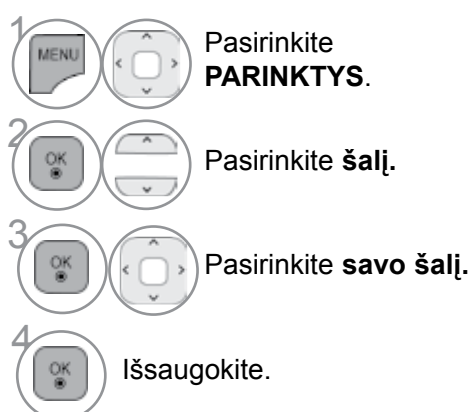 1
MENU
Pasirinkite
PARINKTYS.
2
OK
Pasirinkite šalį.
3
OK
Pasirinkite savo šalį.
4
OK
Išsaugokite.